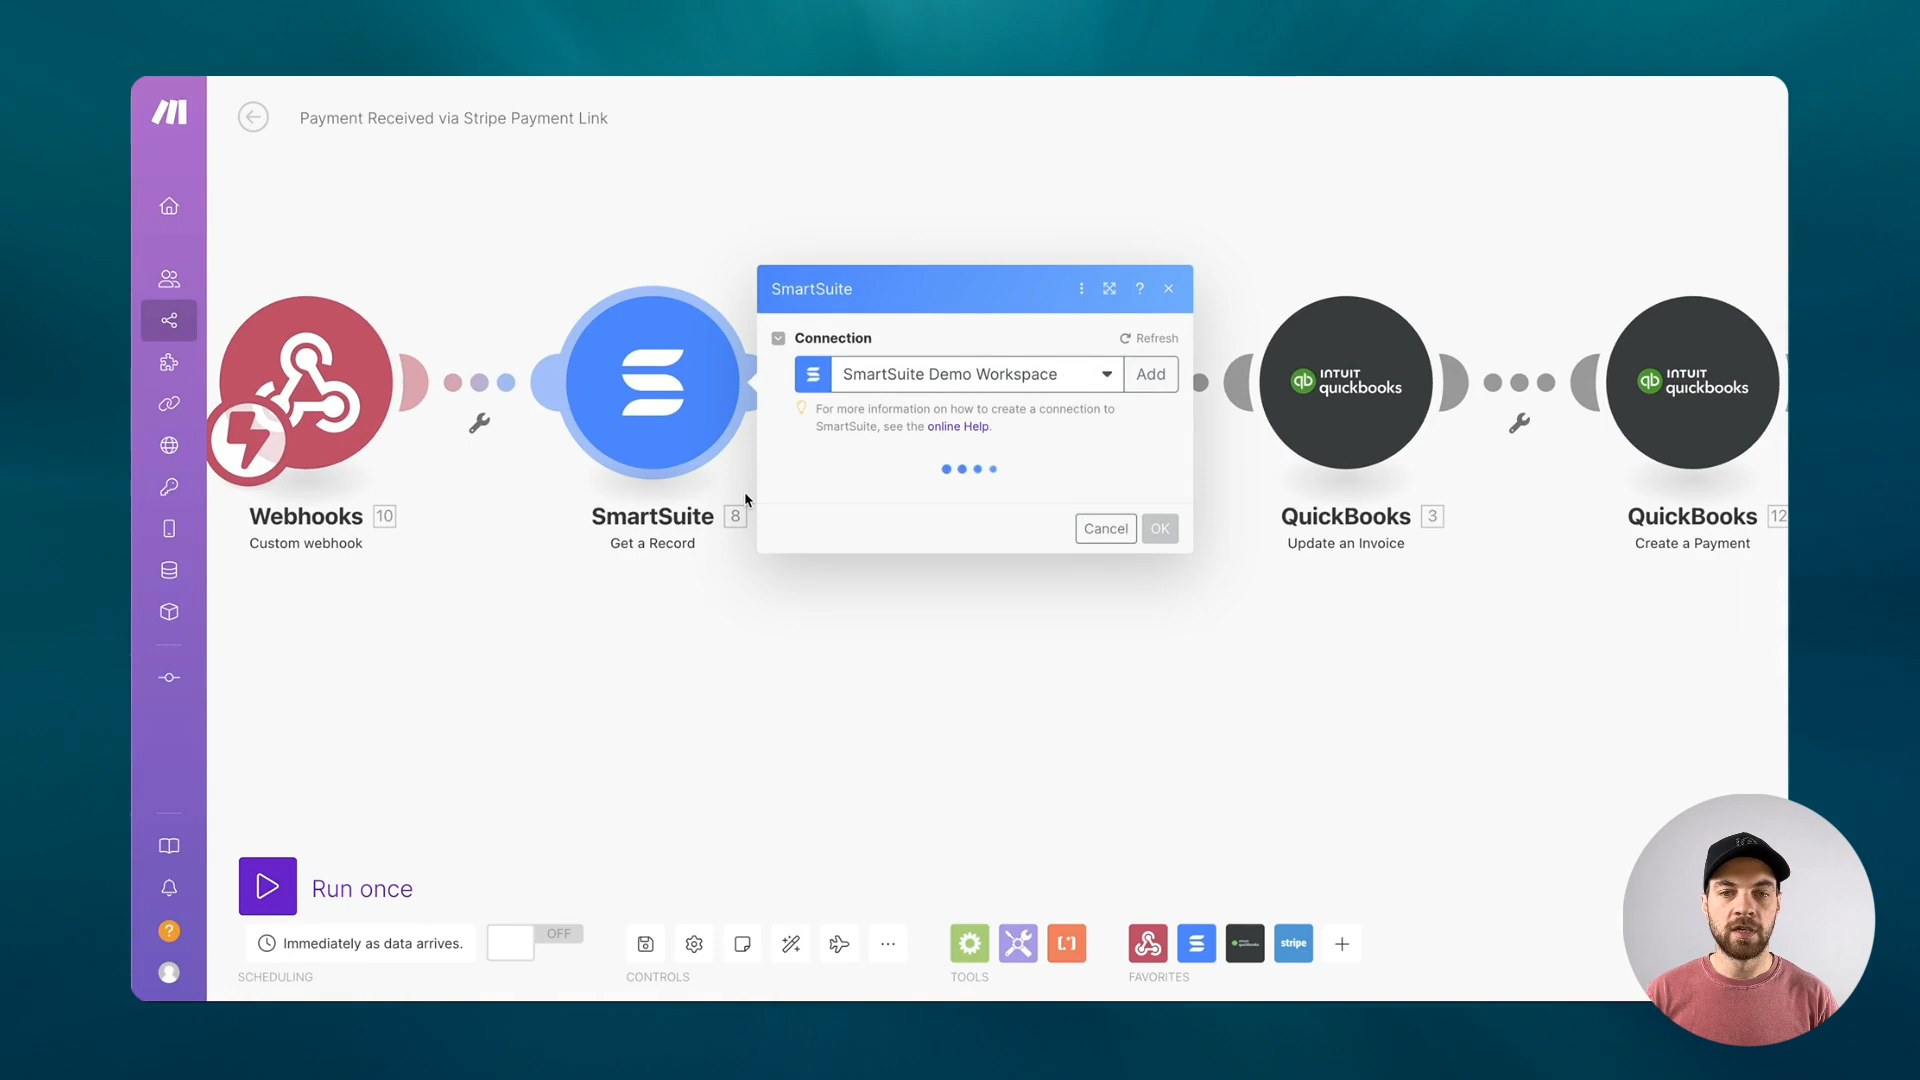 Payment Received via Stripe Payment Link
SmartSuite
?
Connection
Refresh
SmartSuite Demo Workspace
Add
For more information on how to create a connection to
SmartSuite, see the online Help.
Cancel
OK
Webhooks 10
Custom webhook
SmartSuite 8
Get a Record
INTUIT
qb quickbooks
QuickBooks 3
Update an Invoice
INTUIT
qb quickbooks
QuickBooks 12
Create a Payment
Run once
Immediately as data arrives.
OFF
SCHEDULING
CONTROLS
TOOLS
stripe
FAVORITES
?